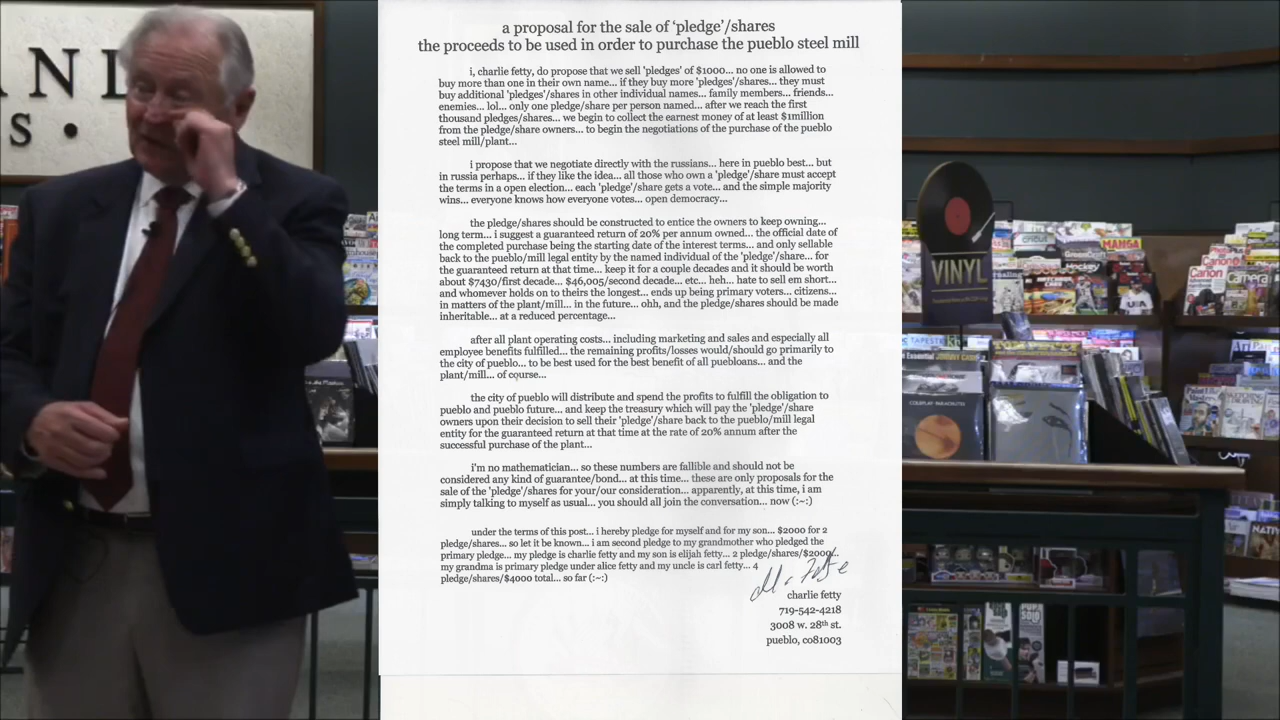 AND
S. •
a proposal for the sale of 'pledge'/shares
the proceeds to be used in order to purchase the pueblo steel mill
i, charlie fetty, do propose that we sell 'pledges' of $1000... no one is allowed to
buy more than one in their own name... if they buy more 'pledges'/shares... they must
buy additional 'pledges'/shares in other individual names... family members... friends...
enemies... lol... only one pledge/share per person named... after we reach the first
thousand pledges/shares... we begin to collect the earnest money of at least $1million
from the pledge/share owners... to begin the negotiations of the purchase of the pueblo
steel mill/plant...
i propose that we negotiate directly with the russians... here in pueblo best... but
in russia perhaps... if they like the idea... all those who own a 'pledge'/share must accept
the terms in a open election... each 'pledge'/share gets a vote... and the simple majority
wins... everyone knows how everyone votes... open democracy...
the pledge/shares should be constructed to entice the owners to keep owning...
long term... i suggest a guaranteed return of 20% per annum owned... the official date of
the completed purchase being the starting date of the interest terms... and only sellable
back to the pueblo/mill legal entity by the named individual of the 'pledge'/share... for
the guaranteed return at that time... keep it for a couple decades and it should be worth
about $7430/first decade... $46,005/second decade... etc... heh... hate to sell em short...
and whomever holds on to theirs the longest... ends up being primary voters... citizens...
in matters of the plant/mill... in the future... ohh, and the pledge/shares should be made
inheritable... at a reduced percentage...
after all plant operating costs... including marketing and sales and especially all
employee benefits fulfilled... the remaining profits/losses would/should go primarily to
the city of pueblo... to be best used for the best benefit of all puebloans... and the
plant/mill... of course...
the city of pueblo will distribute and spend the profits to fulfill the obligation to
pueblo and pueblo future... and keep the treasury which will pay the 'pledge'/share
owners upon their decision to sell their 'pledge'/share back to the pueblo/mill legal
entity for the guaranteed return at that time at the rate of 20% annum after the
successful purchase of the plant...
i'm no mathematician... so these numbers are fallible and should not be
considered any kind of guarantee/bond... at this time... these are only proposals for the
sale of the 'pledge'/shares for your/our consideration... apparently, at this time, i am
simply talking to myself as usual... you should all join the conversation... now (:~:)
under the terms of this post... i hereby pledge for myself and for my son... $2000 for 2
pledge/shares... so let it be known... i am second pledge to my grandmother who pledged the
primary pledge... my pledge is charlie fetty and my son is elijah fetty... 2 pledge/shares/$2000..
my grandma is primary pledge under alice fetty and my uncle is carl fetty... 4
pledge/shares/$4000 total... so far (:~:)
charlie fetty
719-542-4218
3008 w. 28th st.
pueblo, co81003
VINYL
MANGA
Hockey
Canon
Canon
Camera
COLDPLAY PARACHUTES